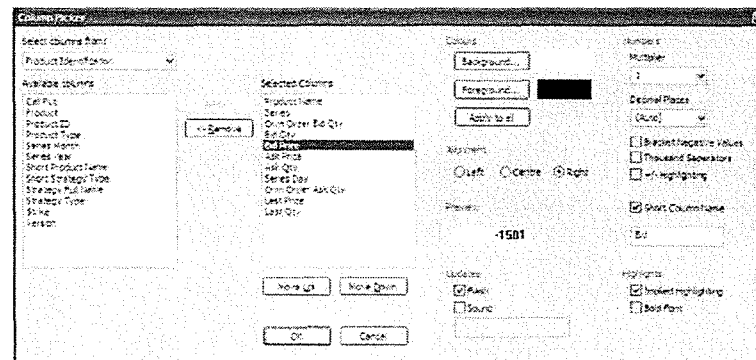 Column Picker
Select columns from:
Product Identifier
Available columns
Call Put
Product
Product ID
Product Type
Series Month
Series Year
Short Product Name
Short Strategy Type
Strategy Full Name
Strategy Type
Strike
Version
<< Remove
Selected Columns
Product Name
Series
Own Order Bid Qty
Bid Qty
Bid Price
Ask Price
Ask Qty
Series Day
Own Order Ask Qty
Last Price
Last Qty
Move Up
Move Down
OK
Cancel
Colours
Background...
Foreground...
Apply to all
Alignment
Left
Centre
Right
Preview
-1501
Updates
Flash
Sound
Numbers
Multiplier
1
Decimal Places
(Auto)
Bracket Negative Values
Thousand Separators
+/- Highlighting
Short Column Name
Bid
Highlights
Implied Highlighting
Bold Font